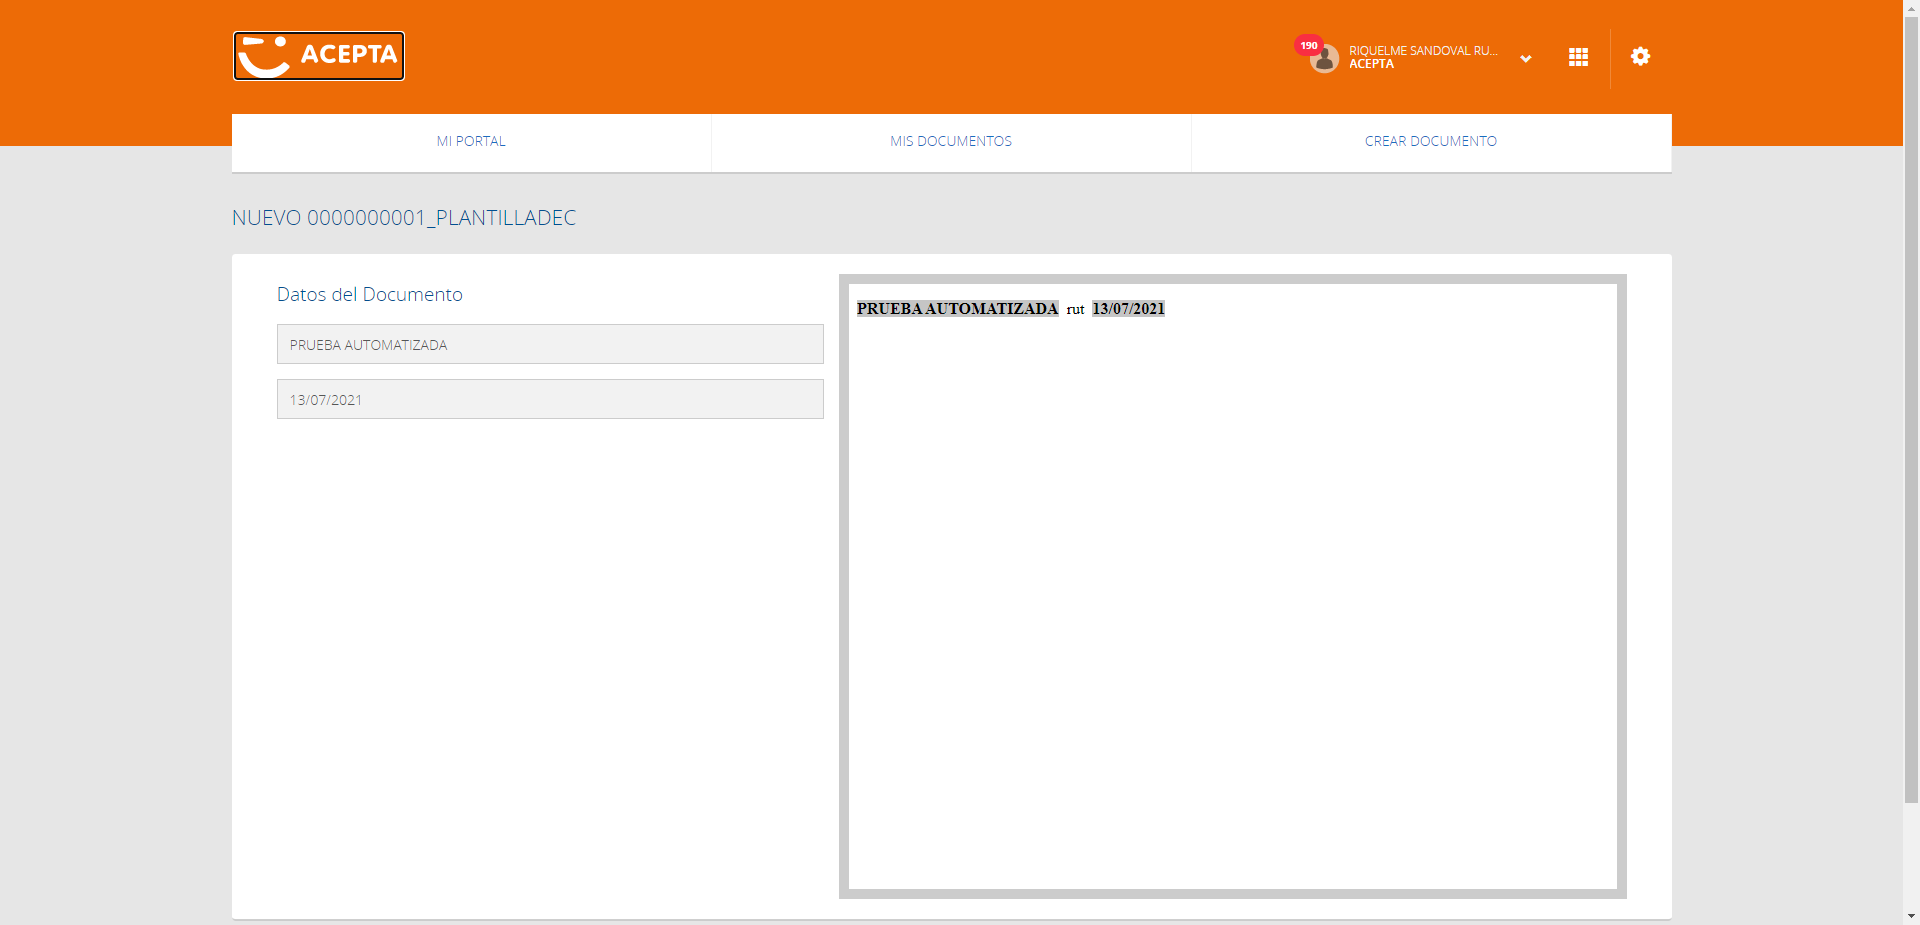 ACEPTA
190
RIQUELME SANDOVAL RU...
ACEPTA
MI PORTAL
MIS DOCUMENTOS
CREAR DOCUMENTO
NUEVO 0000000001_PLANTILLADEC
Datos del Documento
PRUEBA AUTOMATIZADA
13/07/2021
PRUEBA AUTOMATIZADA rut 13/07/2021